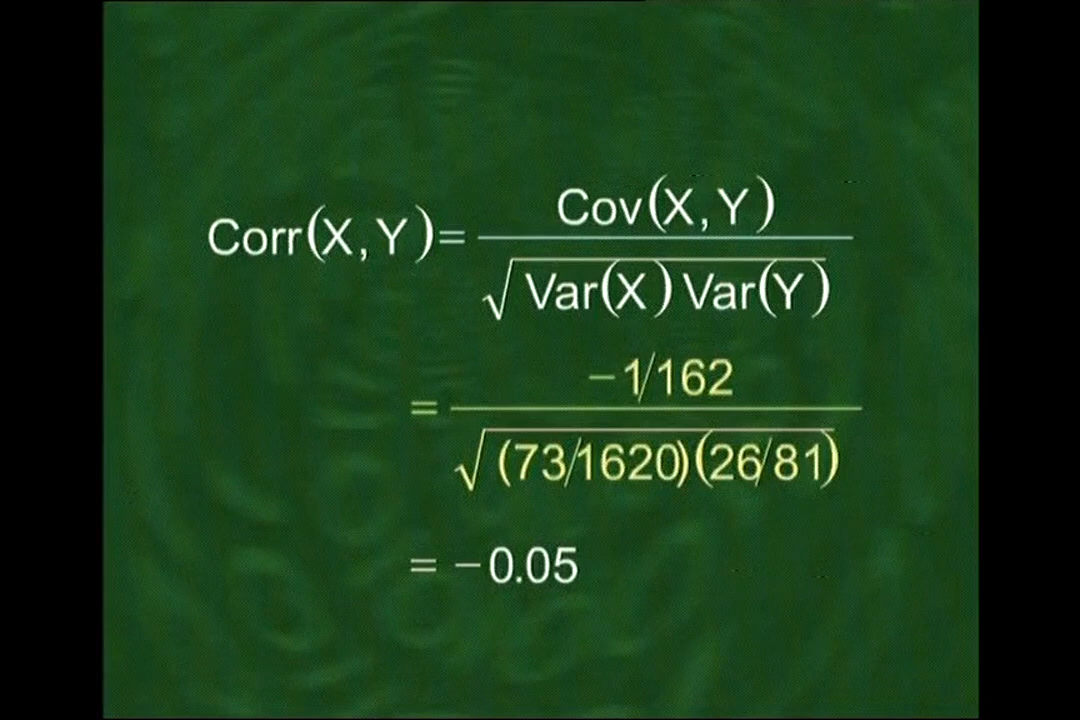 Corr(X,Y)= Cov(X,Y)
√Var(X)Var(Y)
= −1/162
√(73/1620)(26/81)
= −0.05